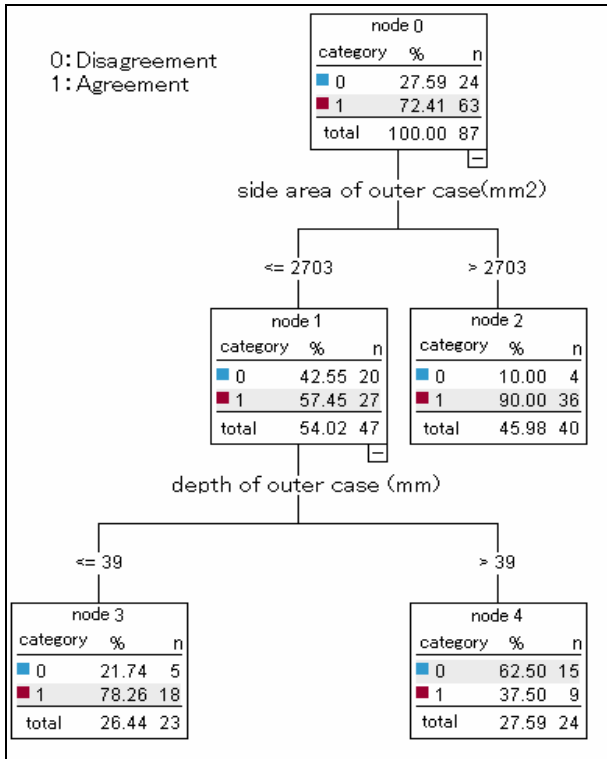 0: Disagreement
1: Agreement
node 0
category % n
0 27.59 24
1 72.41 63
total 100.00 87
side area of outer case(mm2)
<= 2703
> 2703
node 1
category % n
0 42.55 20
1 57.45 27
total 54.02 47
node 2
category % n
0 10.00 4
1 90.00 36
total 45.98 40
depth of outer case (mm)
<= 39
> 39
node 3
category % n
0 21.74 5
1 78.26 18
total 26.44 23
node 4
category % n
0 62.50 15
1 37.50 9
total 27.59 24